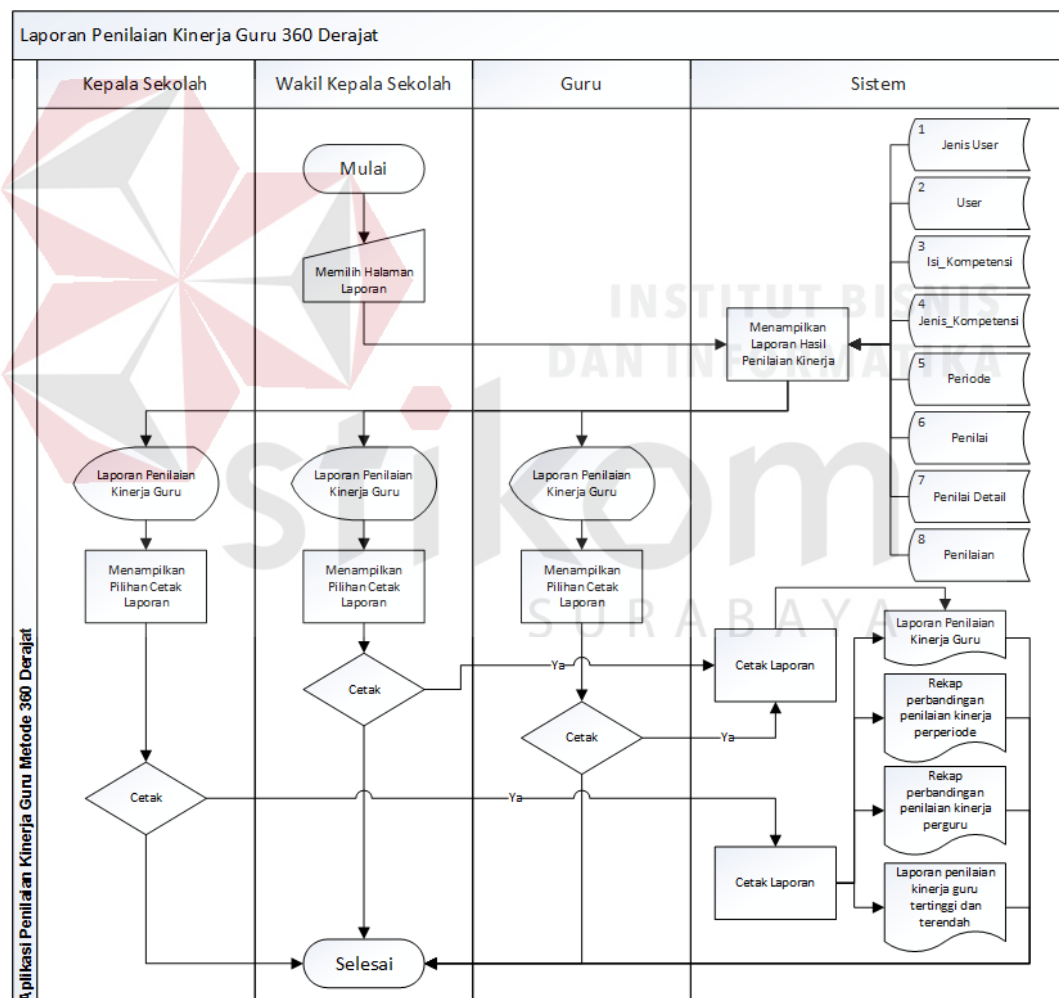 Laporan Penilaian Kinerja Guru 360 Derajat
Aplikasi Penilaian Kinerja Guru Metode 360 Derajat
Kepala Sekolah
Wakil Kepala Sekolah
Guru
Sistem
Mulai
Memilih Halaman
Laporan
1
Jenis User
2
User
3
Isi_Kompetensi
4
Jenis_Kompetensi
5
Periode
6
Penilai
7
Penilai Detail
8
Penilaian
INSTITUT BISNIS
DAN INFORMATIKA
stikom
SURABAYA
Menampilkan
Laporan Hasil
Penilaian Kinerja
Laporan Penilaian
Kinerja Guru
Laporan Penilaian
Kinerja Guru
Laporan Penilaian
Kinerja Guru
Menampilkan
Pilihan Cetak
Laporan
Menampilkan
Pilihan Cetak
Laporan
Menampilkan
Pilihan Cetak
Laporan
Cetak
Ya
Cetak Laporan
Cetak
Ya
Cetak
Ya
Cetak Laporan
Laporan Penilaian
Kinerja Guru
Rekap
perbandingan
penilaian kinerja
perperiode
Rekap
perbandingan
penilaian kinerja
perguru
Laporan penilaian
kinerja guru
tertinggi dan
terendah
Selesai